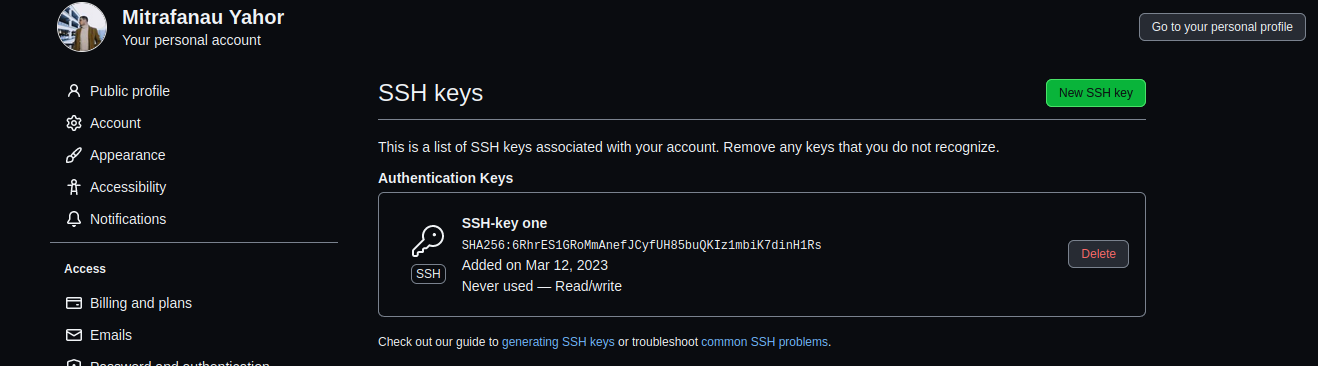 Mitrafanau Yahor
Your personal account
Go to your personal profile
Public profile
Account
Appearance
Accessibility
Notifications
Access
Billing and plans
Emails
Password and authentication
SSH keys
New SSH key
This is a list of SSH keys associated with your account. Remove any keys that you do not recognize.
Authentication Keys
SSH-key one
SHA256:6RhrES1GRoMmAnefJCyfUH85buQKIz1mbiK7dinH1Rs
Added on Mar 12, 2023
Never used — Read/write
SSH
Delete
Check out our guide to generating SSH keys or troubleshoot common SSH problems.